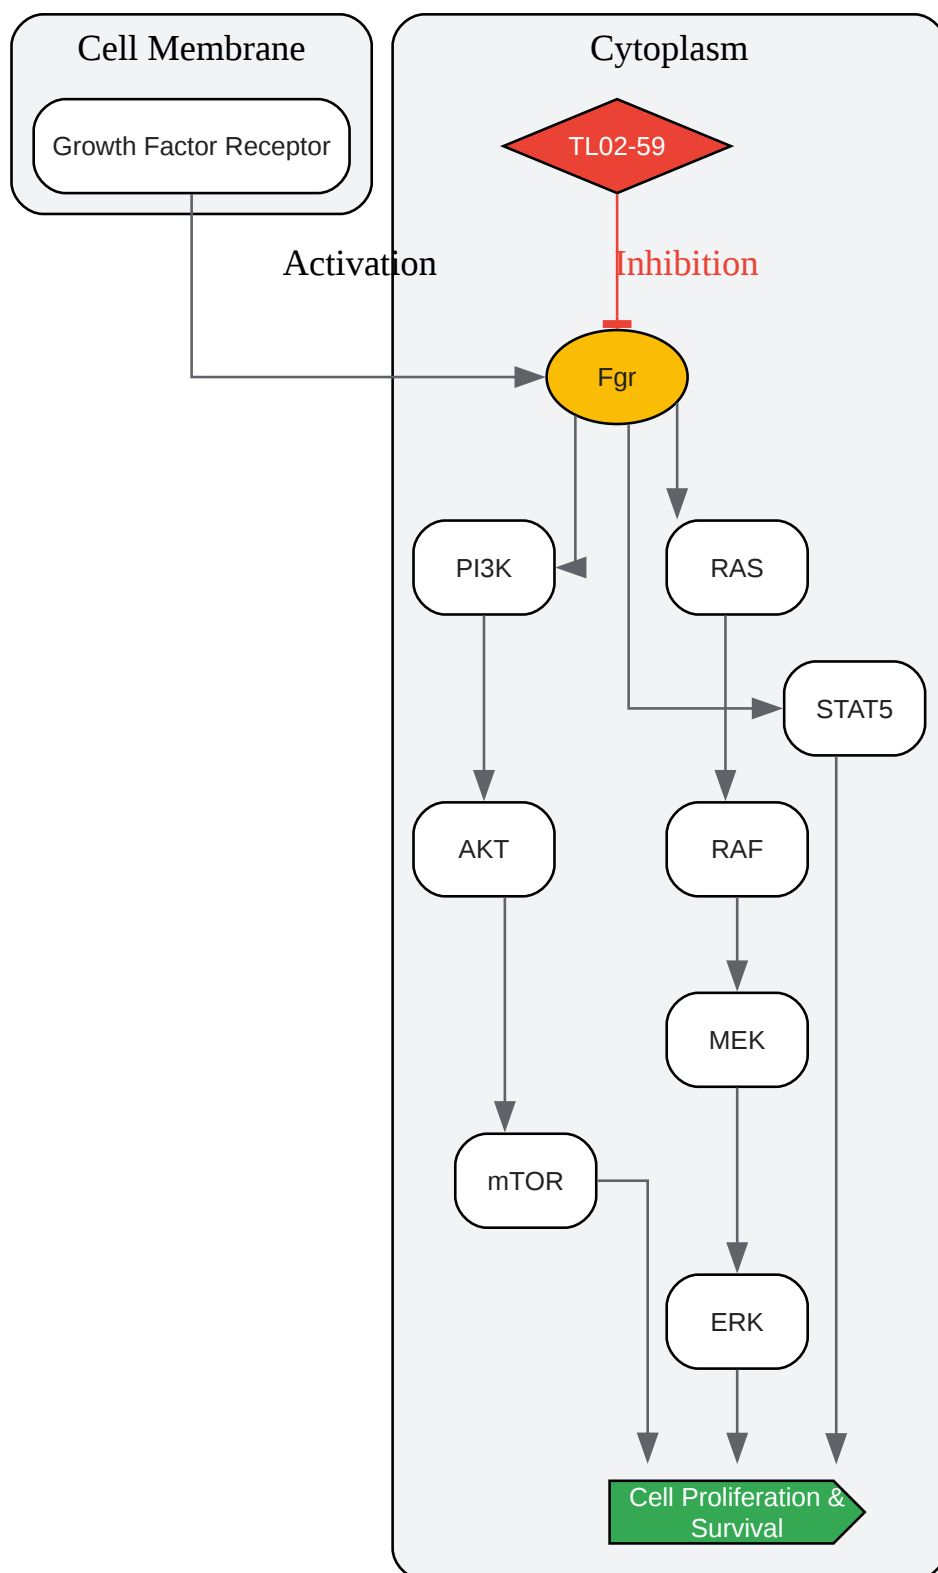 Cell Membrane
Cytoplasm
Growth Factor Receptor
TL02-59
Activation
Inhibition
Fgr
PI3K
RAS
STAT5
AKT
RAF
MEK
mTOR
ERK
Cell Proliferation &
Survival